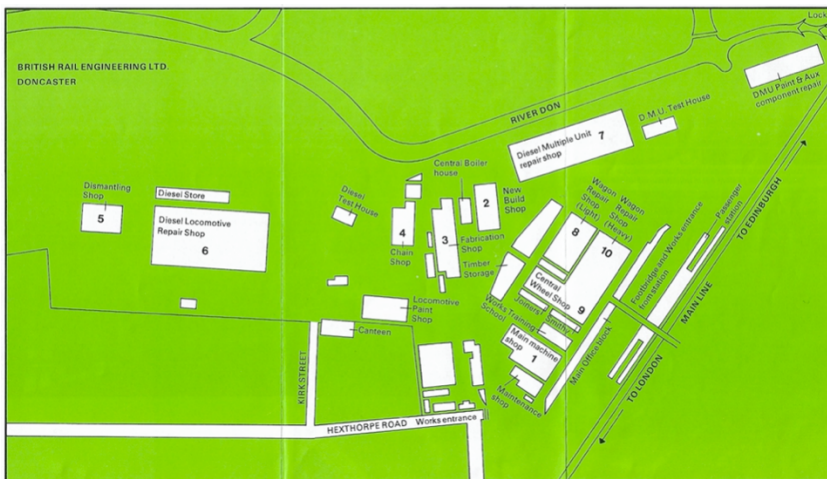 BRITISH RAIL ENGINEERING LTD.
DONCASTER
Lock
DMU Paint & Aux
component repair
RIVER DON
D.M.U. Test House
Diesel Multiple Unit
repair shop
7
Central Boiler
house
2
New
Build
Shop
Wagon
Repair
Shop
(Light)
Wagon
Repair
Shop
(Heavy)
8
10
Dismantling
Shop
5
Diesel Store
Diesel Locomotive
Repair Shop
6
Diesel
Test House
4
Chain
Shop
3
Fabrication
Shop
Timber
Storage
Central
Wheel Shop
9
Footbridge and Works entrance
from station
Passenger
station
TO EDINBURGH
MAIN LINE
TO LONDON
Locomotive
Paint
Shop
Canteen
Works Training
School
Joiners
Smithy
Main machine
shop
1
Maintenance
shop
Main Office block
KIRK STREET
HEXTHORPE ROAD
Works entrance